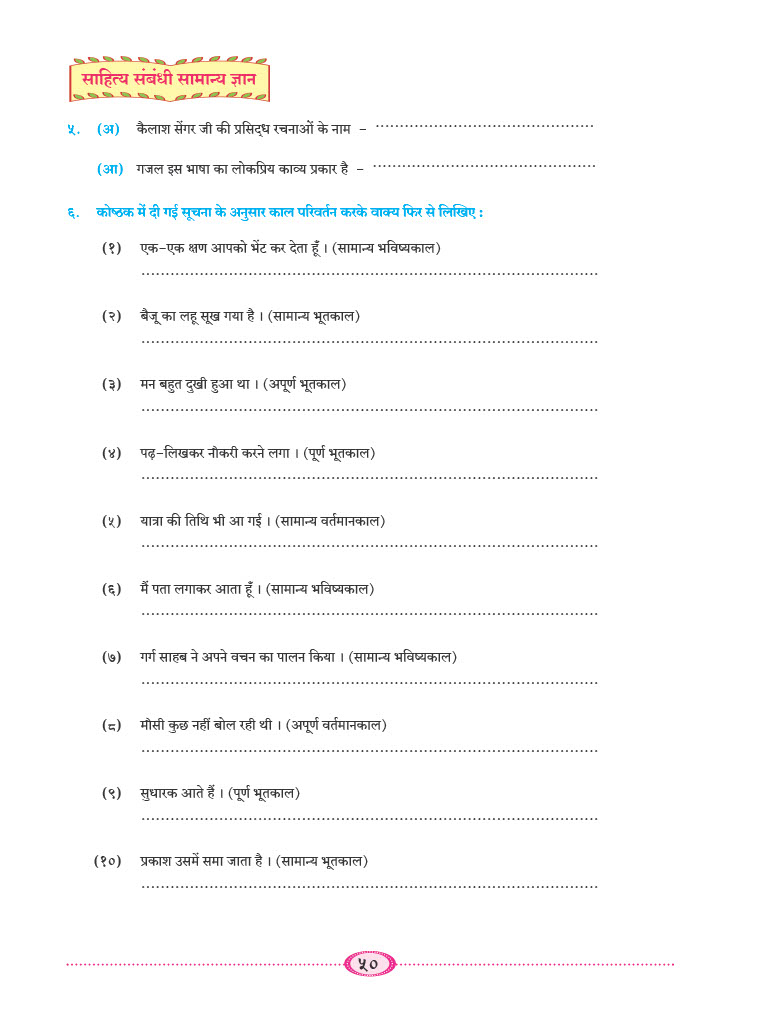 साहित्य संबंधी सामान्य ज्ञान
५. (अ) कैलाश सेंगर जी की प्रसिद्ध रचनाओं के नाम – ............................................
(आ) गजल इस भाषा का लोकप्रिय काव्य प्रकार है – ............................................
६. कोष्ठक में दी गई सूचना के अनुसार काल परिवर्तन करके वाक्य फिर से लिखिए :
(१) एक-एक क्षण आपको भेंट कर देता हूँ । (सामान्य भविष्यकाल)
............................................................................................
(२) बैजू का लहू सूख गया है । (सामान्य भूतकाल)
............................................................................................
(३) मन बहुत दुखी हुआ था । (अपूर्ण भूतकाल)
............................................................................................
(४) पढ़-लिखकर नौकरी करने लगा । (पूर्ण भूतकाल)
............................................................................................
(५) यात्रा की तिथि भी आ गई । (सामान्य वर्तमानकाल)
............................................................................................
(६) मैं पता लगाकर आता हूँ । (सामान्य भविष्यकाल)
............................................................................................
(७) गर्ग साहब ने अपने वचन का पालन किया । (सामान्य भविष्यकाल)
............................................................................................
(८) मौसी कुछ नहीं बोल रही थी । (अपूर्ण वर्तमानकाल)
............................................................................................
(९) सुधारक आते हैं । (पूर्ण भूतकाल)
............................................................................................
(१०) प्रकाश उसमें समा जाता है । (सामान्य भूतकाल)
............................................................................................
५०